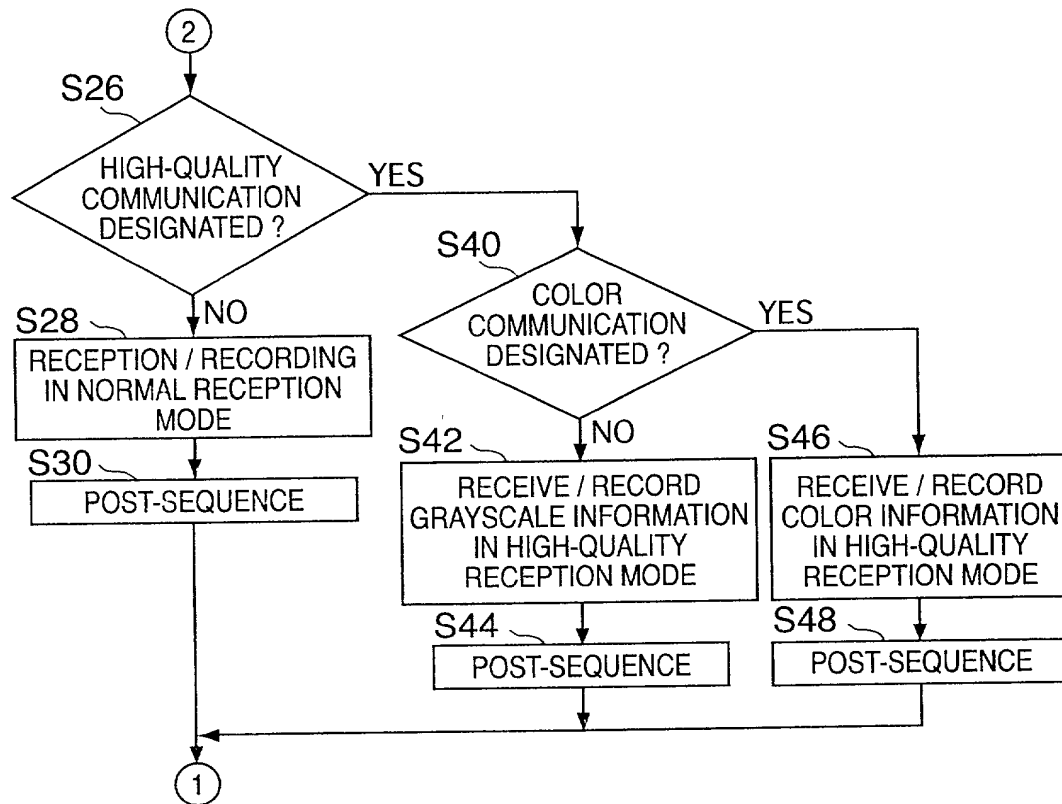 2
S26
HIGH-QUALITY
COMMUNICATION
DESIGNATED ?
YES
NO
S28
RECEPTION / RECORDING
IN NORMAL RECEPTION
MODE
S30
POST-SEQUENCE
S40
COLOR
COMMUNICATION
DESIGNATED ?
YES
NO
S42
RECEIVE / RECORD
GRAYSCALE INFORMATION
IN HIGH-QUALITY
RECEPTION MODE
S44
POST-SEQUENCE
S46
RECEIVE / RECORD
COLOR INFORMATION
IN HIGH-QUALITY
RECEPTION MODE
S48
POST-SEQUENCE
1